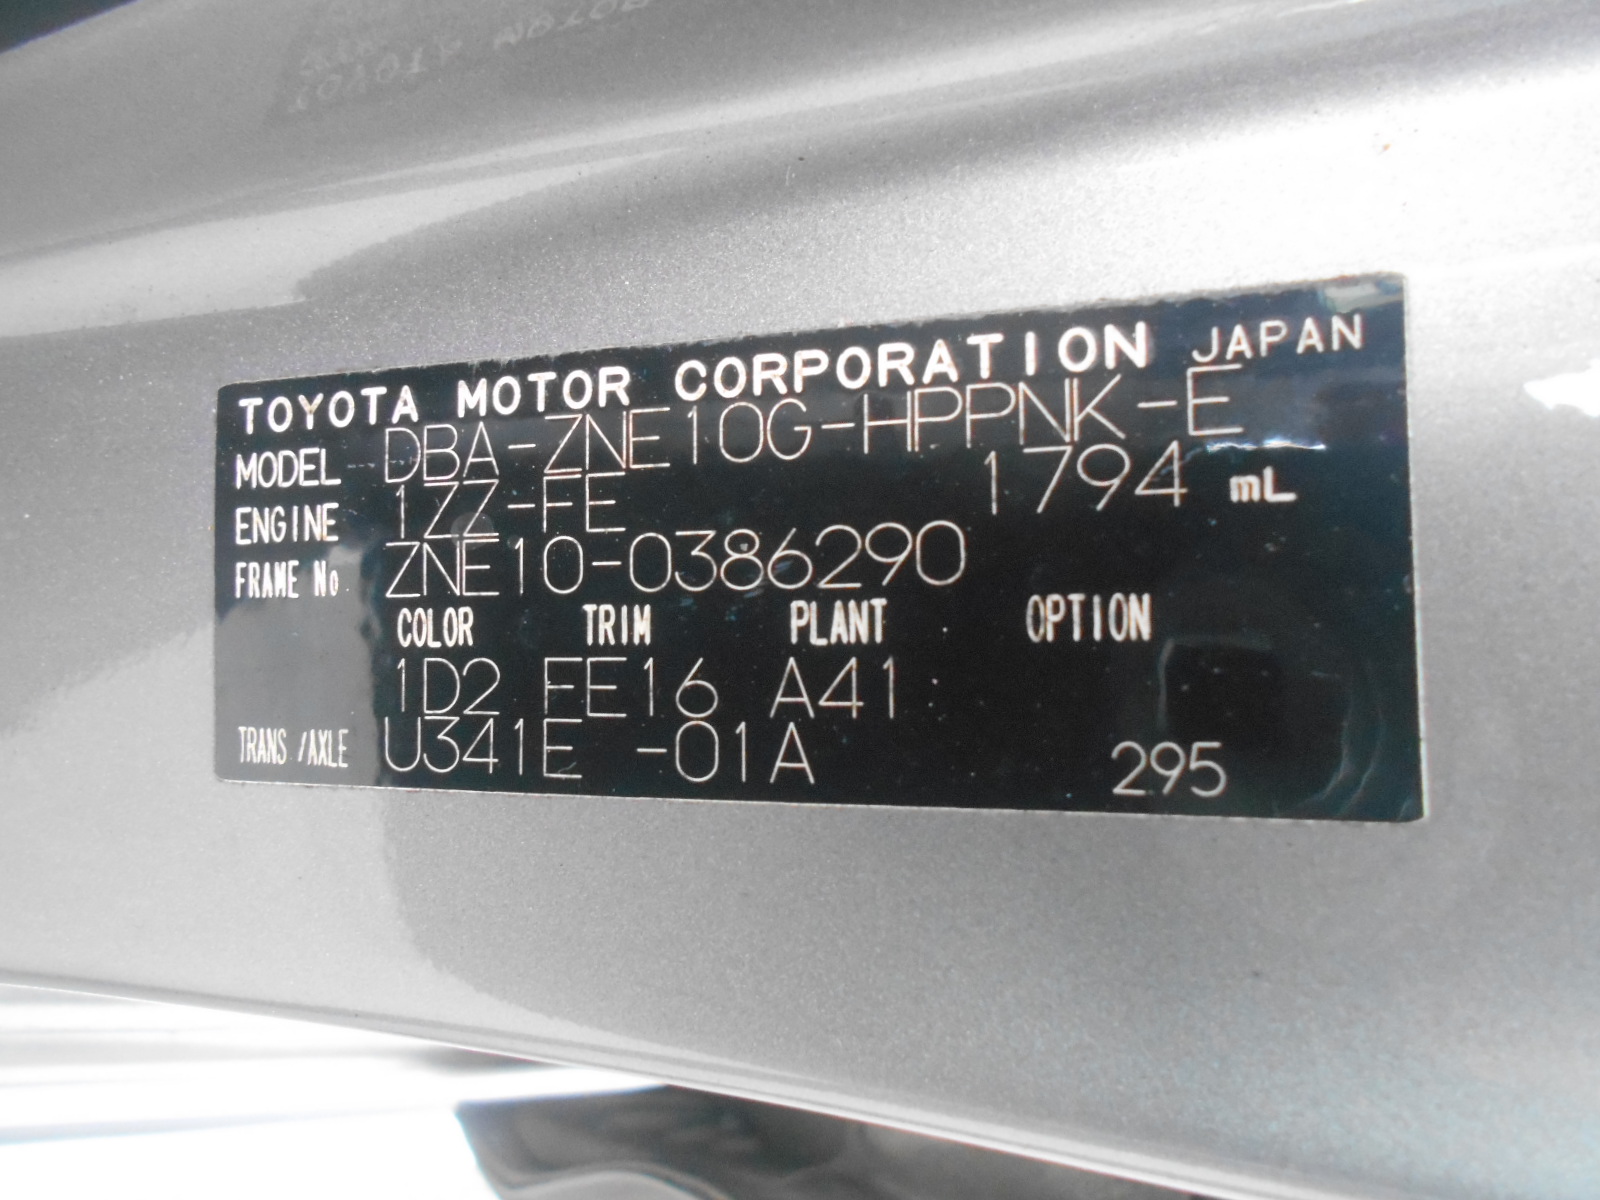 TOYOTA MOTOR CORPORATION JAPAN
MODEL DBA-ZNE10G-HPPNK-E
ENGINE 1ZZ-FE 1794 mL
FRAME No. ZNE10-0386290
COLOR TRIM PLANT OPTION
1D2 FE16 A41
TRANS/AXLE U341E -01A 295